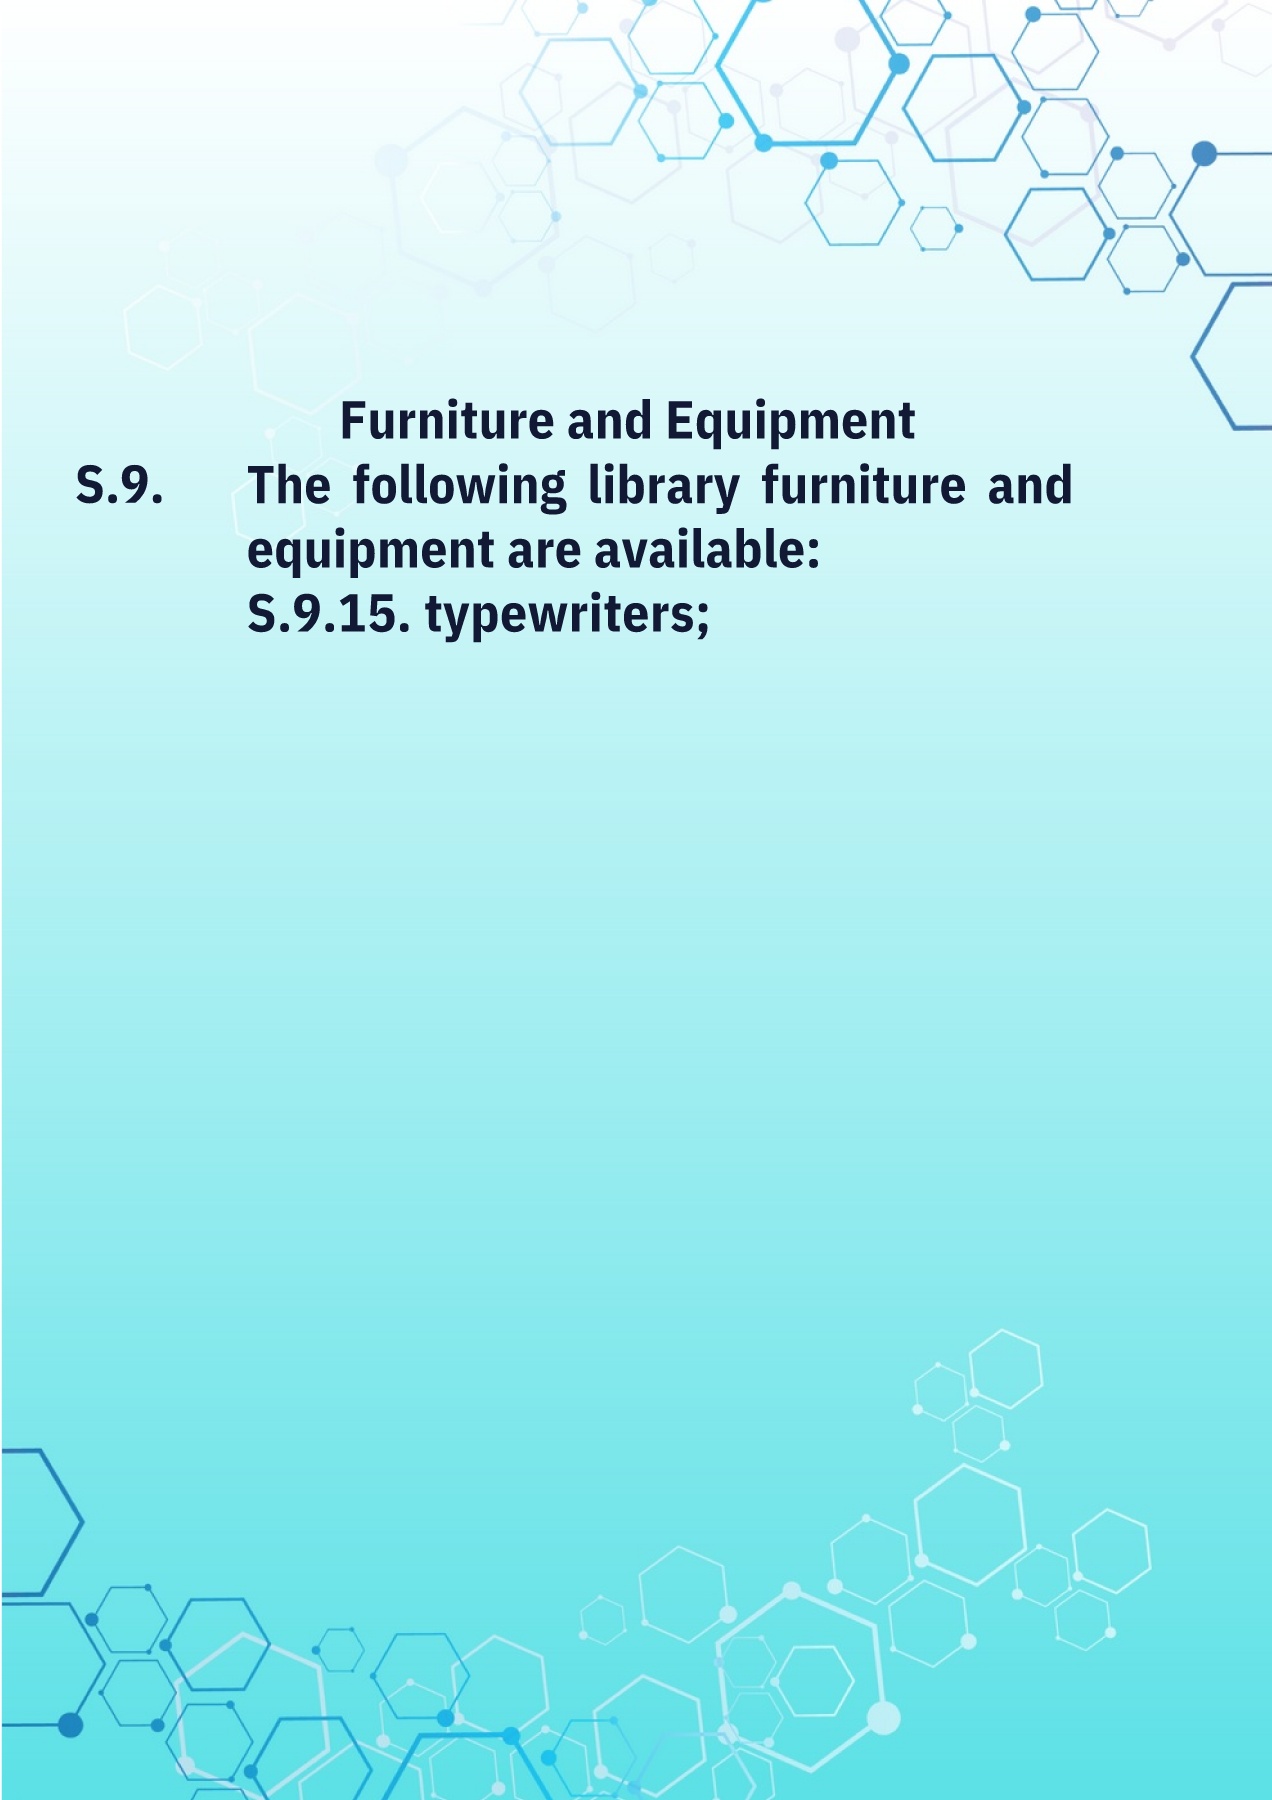 Furniture and Equipment
S.9. The following library furniture and
equipment are available:
S.9.15. typewriters;